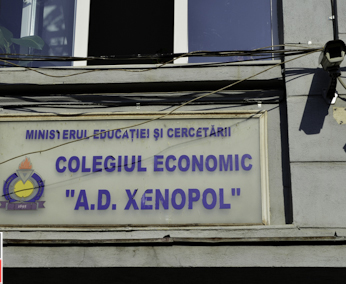 MINISTERUL EDUCAȚIEI ȘI CERCETĂRII
COLEGIUL ECONOMIC
"A.D. XENOPOL"